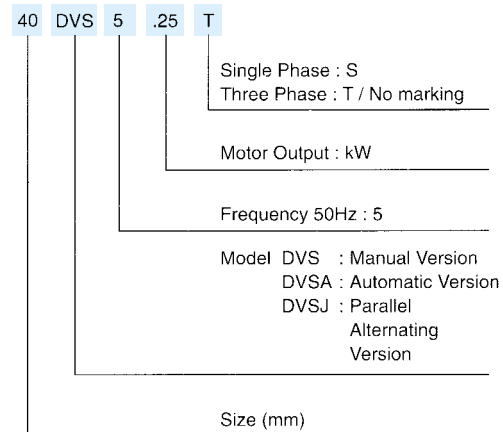 40 DVS 5 .25 T
Single Phase : S
Three Phase : T / No marking
Motor Output : kW
Frequency 50Hz : 5
Model DVS : Manual Version
DVSA : Automatic Version
DVSJ : Parallel
Alternating
Version
Size (mm)